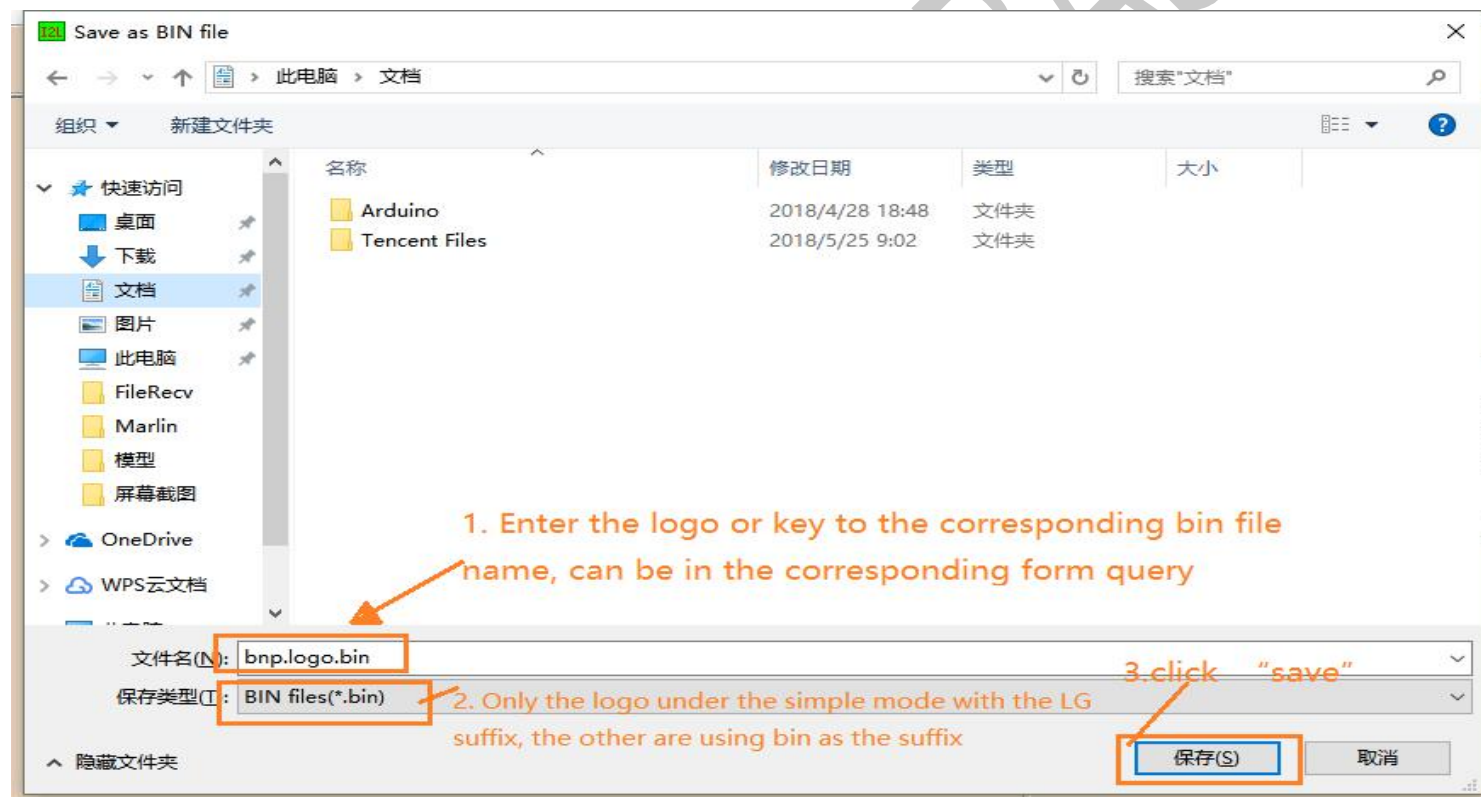 I2L Save as BIN file
此电脑 › 文档
搜索"文档"
组织
新建文件夹
名称
修改日期
类型
大小
快速访问
桌面
下载
文档
图片
此电脑
FileRecv
Marlin
模型
屏幕截图
OneDrive
WPS云文档
Arduino 2018/4/28 18:48 文件夹
Tencent Files 2018/5/25 9:02 文件夹
1. Enter the logo or key to the corresponding bin file
name, can be in the corresponding form query
文件名(N): bnp.logo.bin
保存类型(T): BIN files(*.bin)
2. Only the logo under the simple mode with the LG
suffix, the other are using bin as the suffix
3.click "save"
隐藏文件夹
保存(S)
取消